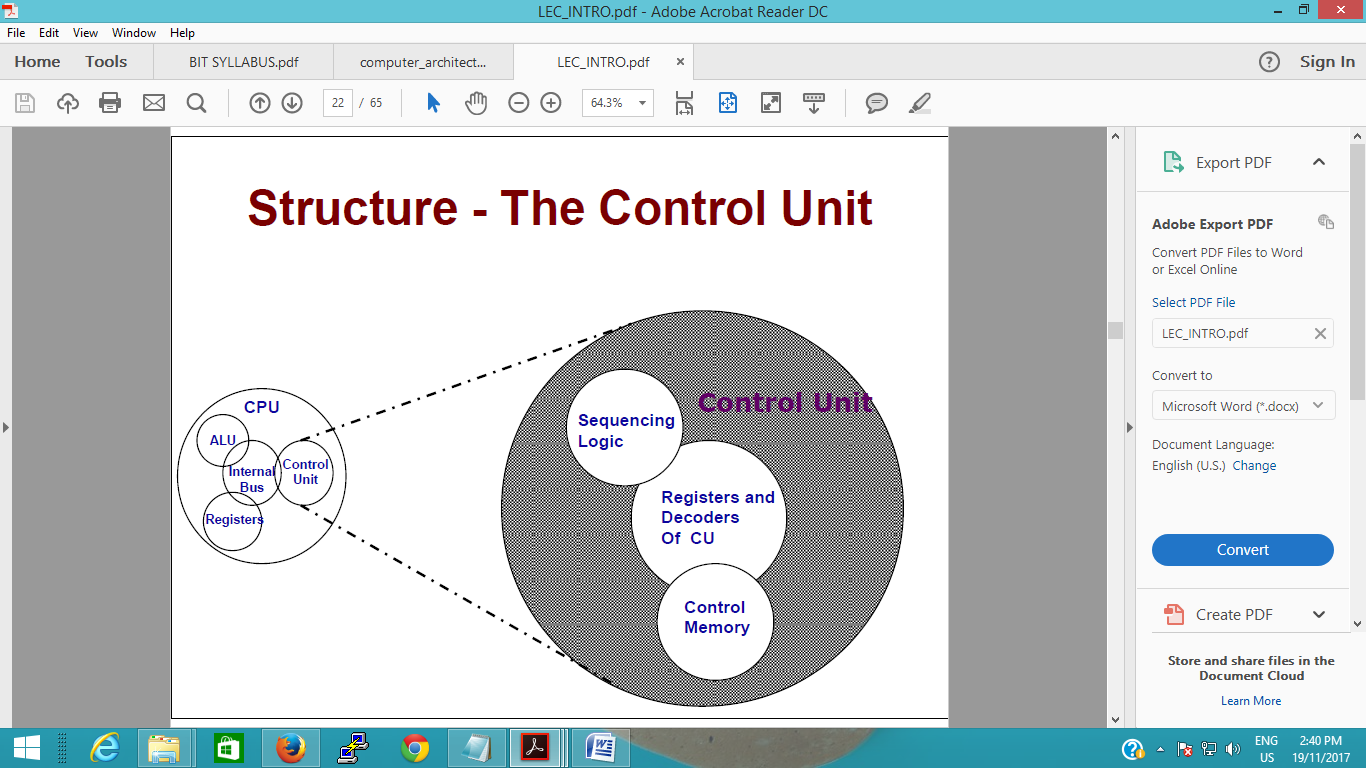 LEC_INTRO.pdf - Adobe Acrobat Reader DC
File Edit View Window Help
Home Tools BIT SYLLABUS.pdf computer_architect... LEC_INTRO.pdf × ? Sign In
22 / 65 64.3%
Structure - The Control Unit
CPU
ALU
Internal
Bus
Control
Unit
Registers
Control Unit
Sequencing
Logic
Registers and
Decoders
Of CU
Control
Memory
Export PDF
Adobe Export PDF
Convert PDF Files to Word
or Excel Online
Select PDF File
LEC_INTRO.pdf
Convert to
Microsoft Word (*.docx)
Document Language:
English (U.S.) Change
Convert
Create PDF
Store and share files in the
Document Cloud
Learn More
ENG 2:40 PM
US 19/11/2017